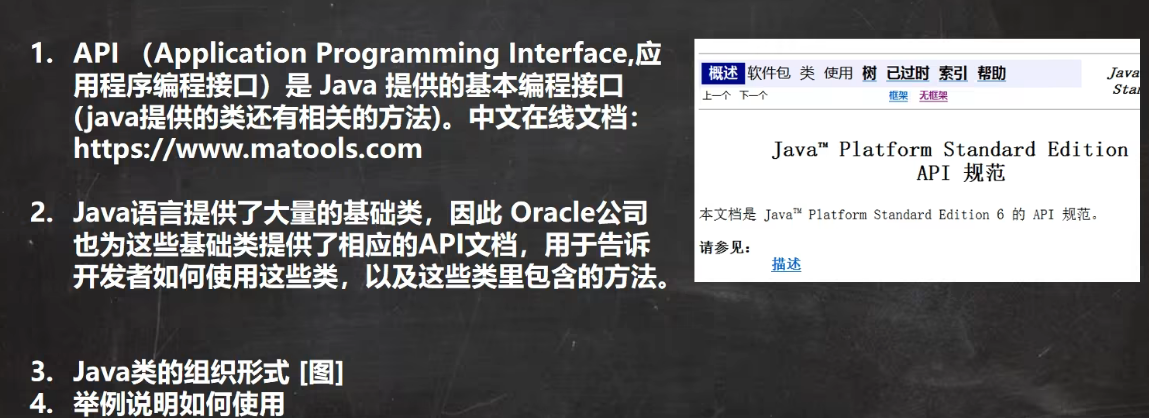 1. API （Application Programming Interface,应
用程序编程接口）是 Java 提供的基本编程接口
(java提供的类还有相关的方法)。中文在线文档：
https://www.matools.com
2. Java语言提供了大量的基础类，因此 Oracle公司
也为这些基础类提供了相应的API文档，用于告诉
开发者如何使用这些类，以及这些类里包含的方法。
3. Java类的组织形式 [图]
4. 举例说明如何使用
概述 软件包 类 使用 树 已过时 索引 帮助
Java
Star
上一个 下一个
框架 无框架
Java™ Platform Standard Edition
API 规范
本文档是 Java™ Platform Standard Edition 6 的 API 规范。
请参见：
描述